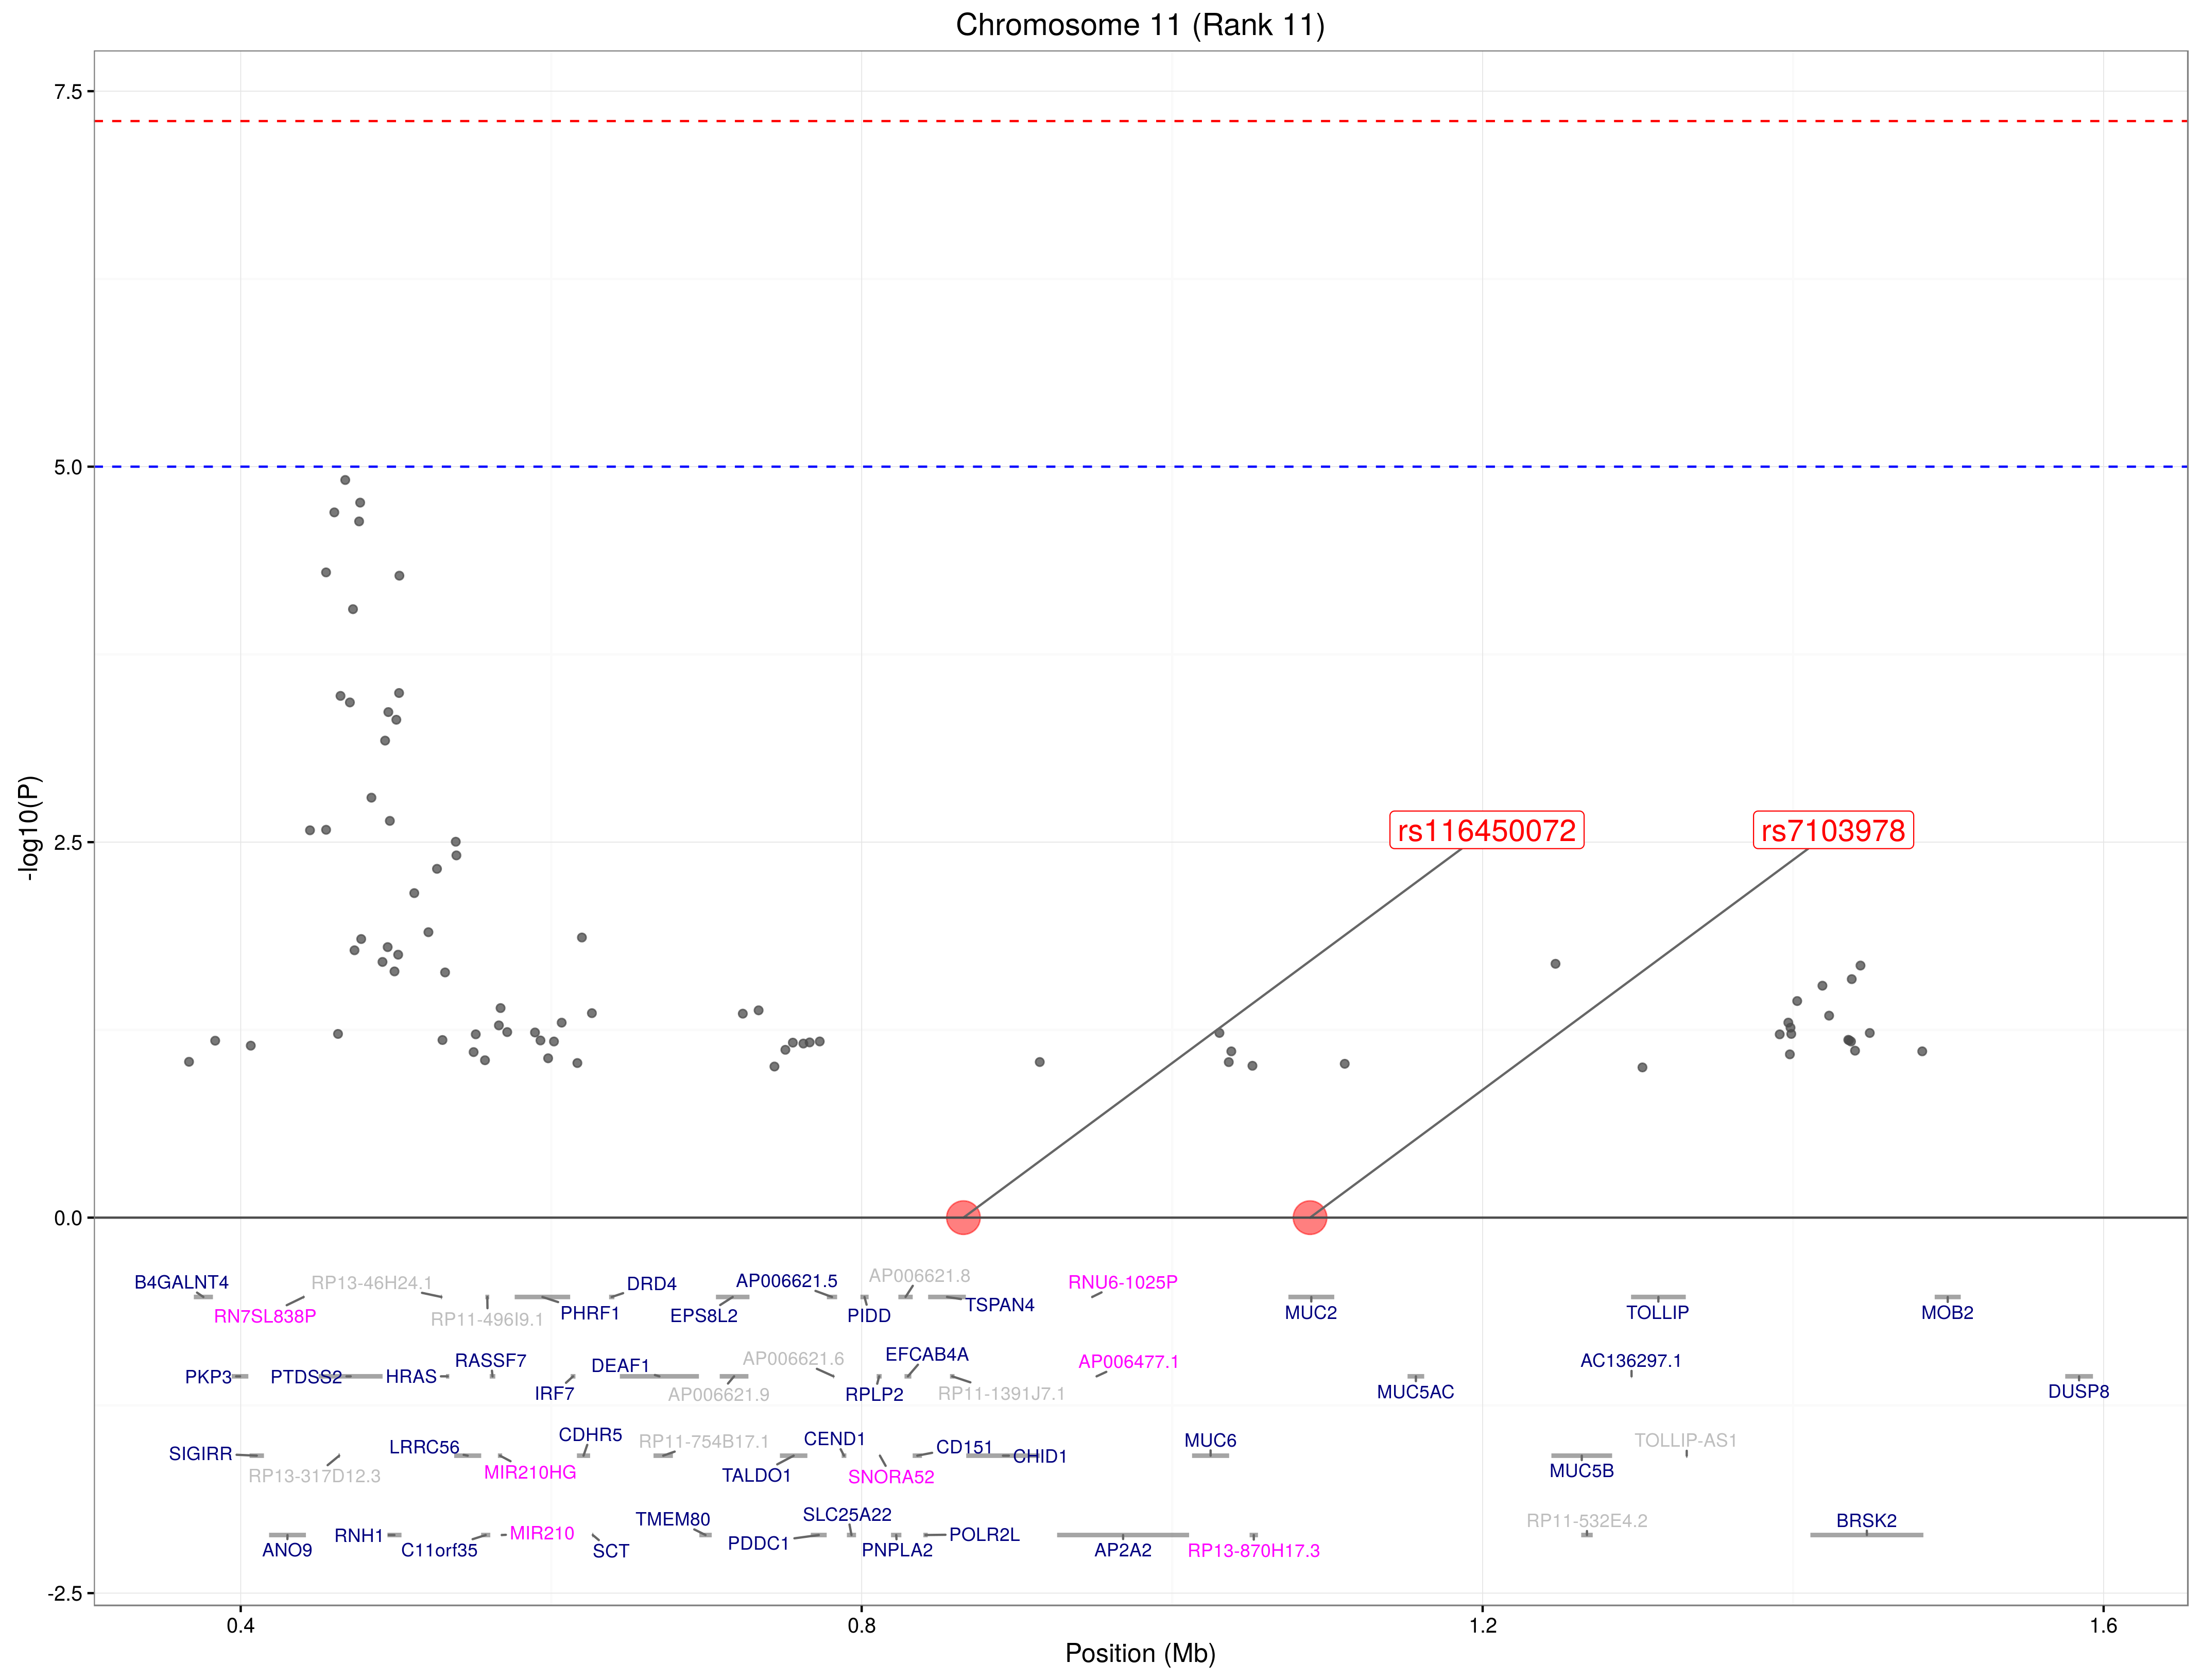 Chromosome 11 (Rank 11)
7.5
5.0
2.5
0.0
-2.5
-log10(P)
rs116450072
rs7103978
B4GALNT4
RP13-46H24.1
DRD4
AP006621.5
AP006621.8
RNU6-1025P
RN7SL838P
RP11-496I9.1
PHRF1
EPS8L2
PIDD
TSPAN4
MUC2
TOLLIP
MOB2
PKP3
PTDSS2
HRAS
RASSF7
IRF7
DEAF1
AP006621.9
AP006621.6
RPLP2
EFCAB4A
RP11-1391J7.1
AP006477.1
MUC5AC
AC136297.1
DUSP8
SIGIRR
RP13-317D12.3
LRRC56
MIR210HG
CDHR5
RP11-754B17.1
TALDO1
CEND1
SNORA52
CD151
CHID1
MUC6
MUC5B
TOLLIP-AS1
ANO9
RNH1
C11orf35
MIR210
SCT
TMEM80
PDDC1
SLC25A22
PNPLA2
POLR2L
AP2A2
RP13-870H17.3
RP11-532E4.2
BRSK2
0.4
0.8
1.2
1.6
Position (Mb)